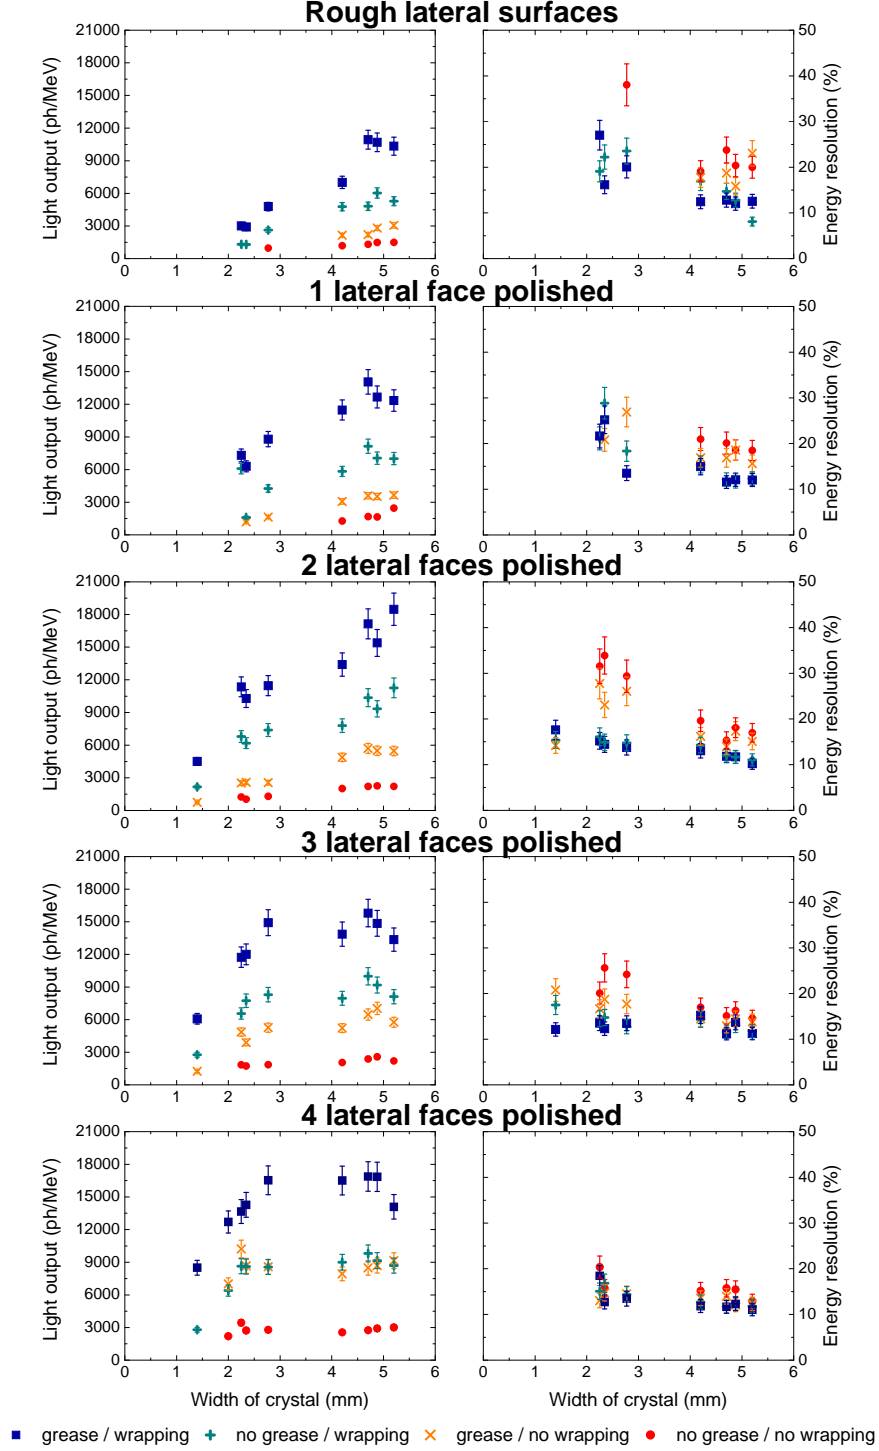 Rough lateral surfaces
21000
18000
15000
12000
9000
6000
3000
0
Light output (ph/MeV)
0 1 2 3 4 5 6
50
40
30
20
10
0
Energy resolution (%)
0 1 2 3 4 5 6
1 lateral face polished
21000
18000
15000
12000
9000
6000
3000
0
Light output (ph/MeV)
0 1 2 3 4 5 6
50
40
30
20
10
0
Energy resolution (%)
0 1 2 3 4 5 6
2 lateral faces polished
21000
18000
15000
12000
9000
6000
3000
0
Light output (ph/MeV)
0 1 2 3 4 5 6
50
40
30
20
10
0
Energy resolution (%)
0 1 2 3 4 5 6
3 lateral faces polished
21000
18000
15000
12000
9000
6000
3000
0
Light output (ph/MeV)
0 1 2 3 4 5 6
50
40
30
20
10
0
Energy resolution (%)
0 1 2 3 4 5 6
4 lateral faces polished
21000
18000
15000
12000
9000
6000
3000
0
Light output (ph/MeV)
0 1 2 3 4 5 6
Width of crystal (mm)
50
40
30
20
10
0
Energy resolution (%)
0 1 2 3 4 5 6
Width of crystal (mm)
grease / wrapping no grease / wrapping grease / no wrapping no grease / no wrapping